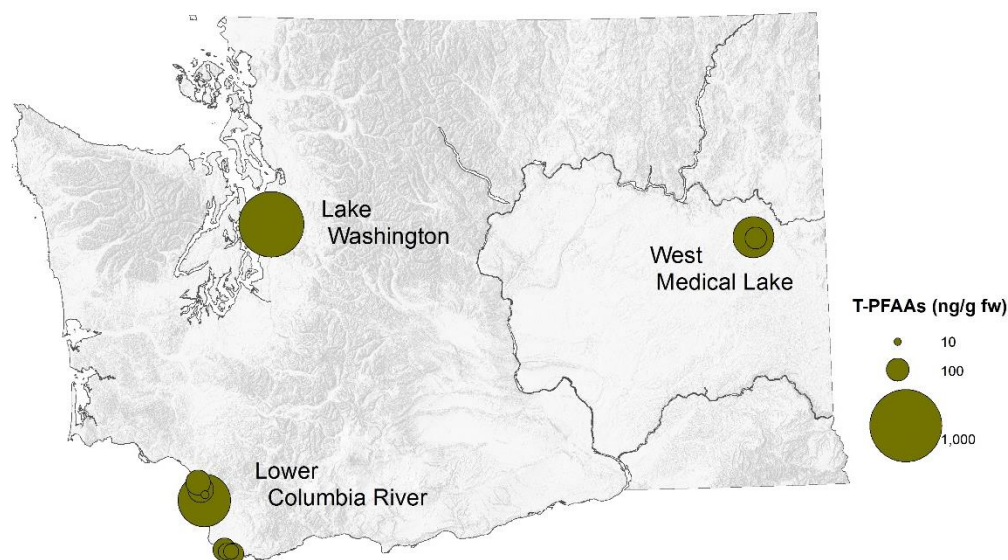 Lake
Washington
West
Medical Lake
T-PFAAs (ng/g fw)
10
100
1,000
Lower
Columbia River